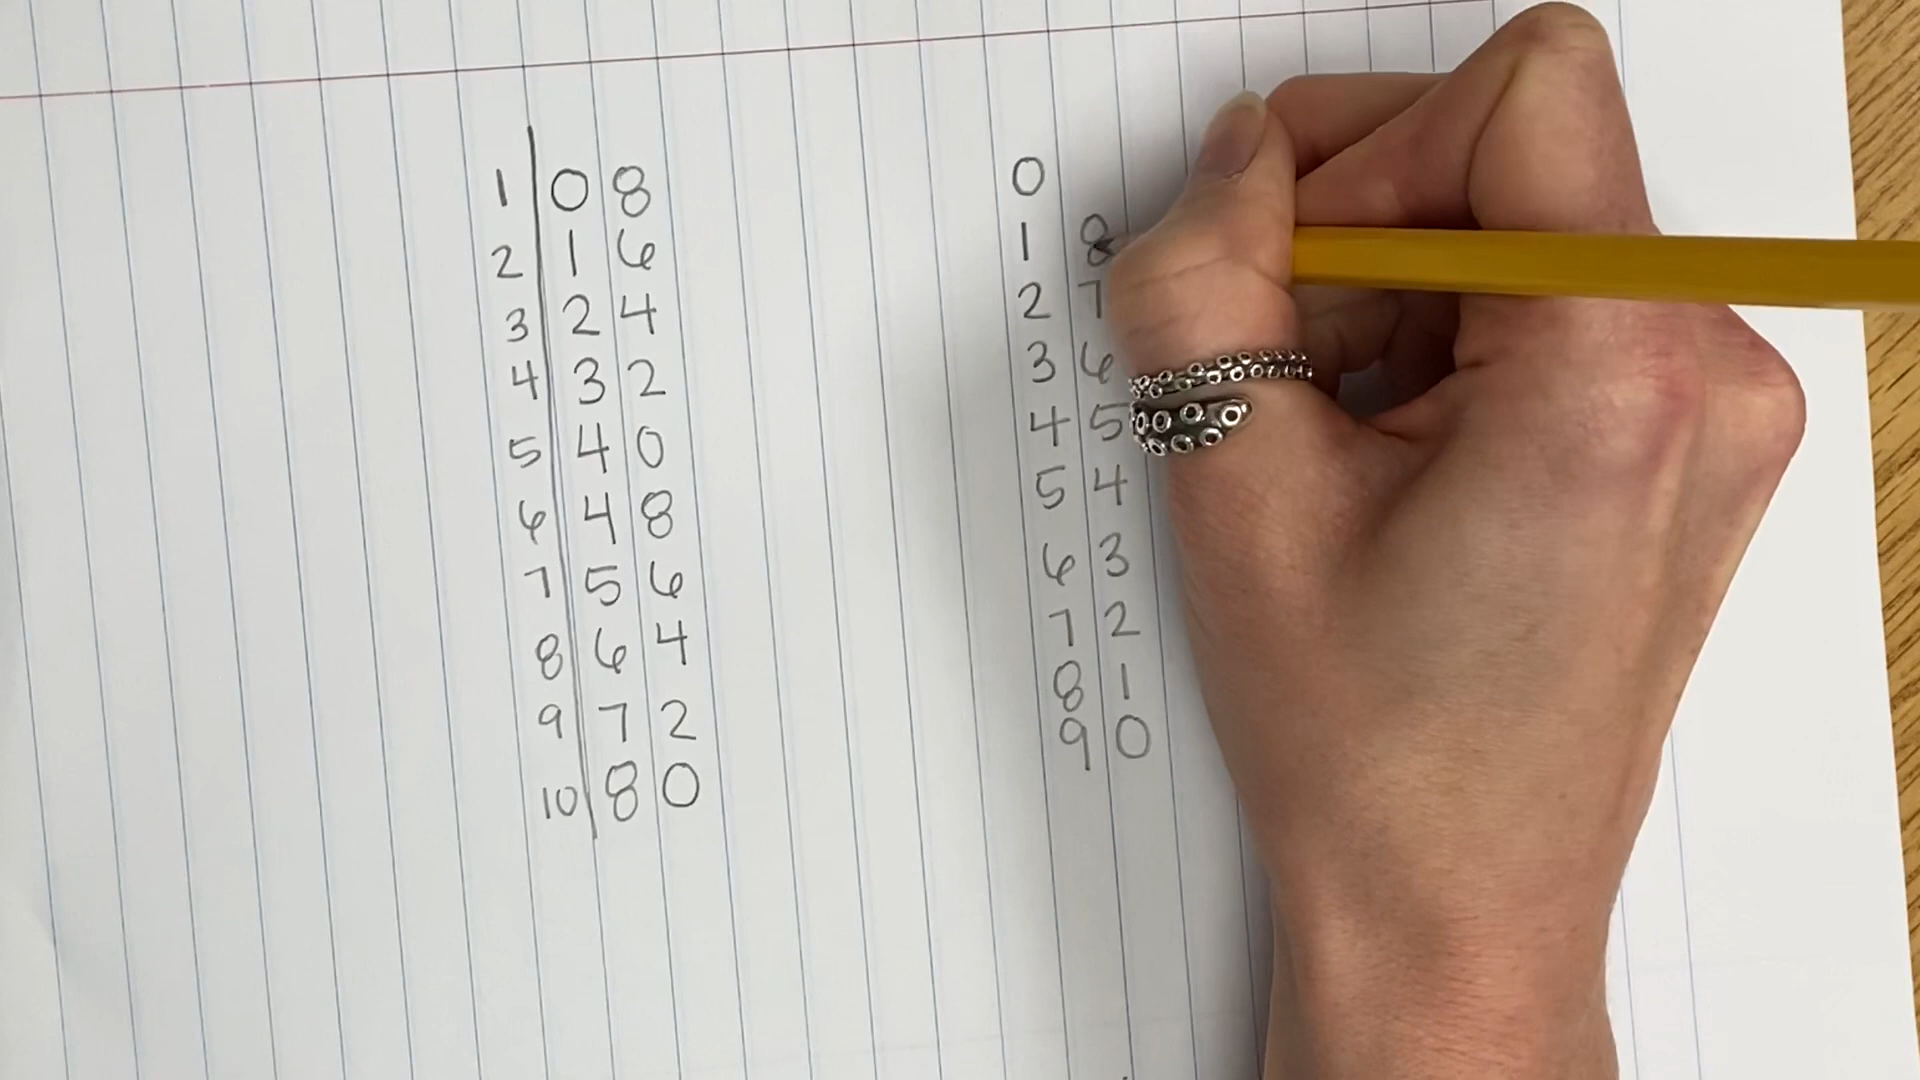 1 0 8
2 1 6
3 2 4
4 3 2
5 4 0
6 4 8
7 5 6
8 6 4
9 7 2
10 8 0
0
1 8
2 7
3 6
4 5
5 4
6 3
7 2
8 1
9 0